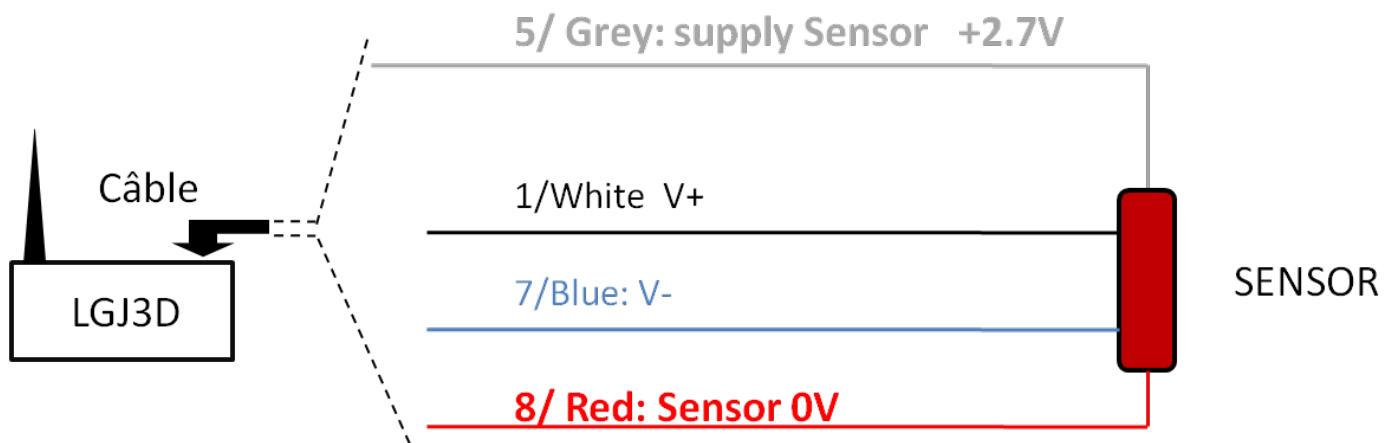 5/ Grey: supply Sensor +2.7V
Câble
1/White V+
LGJ3D
7/Blue: V-
SENSOR
8/ Red: Sensor 0V